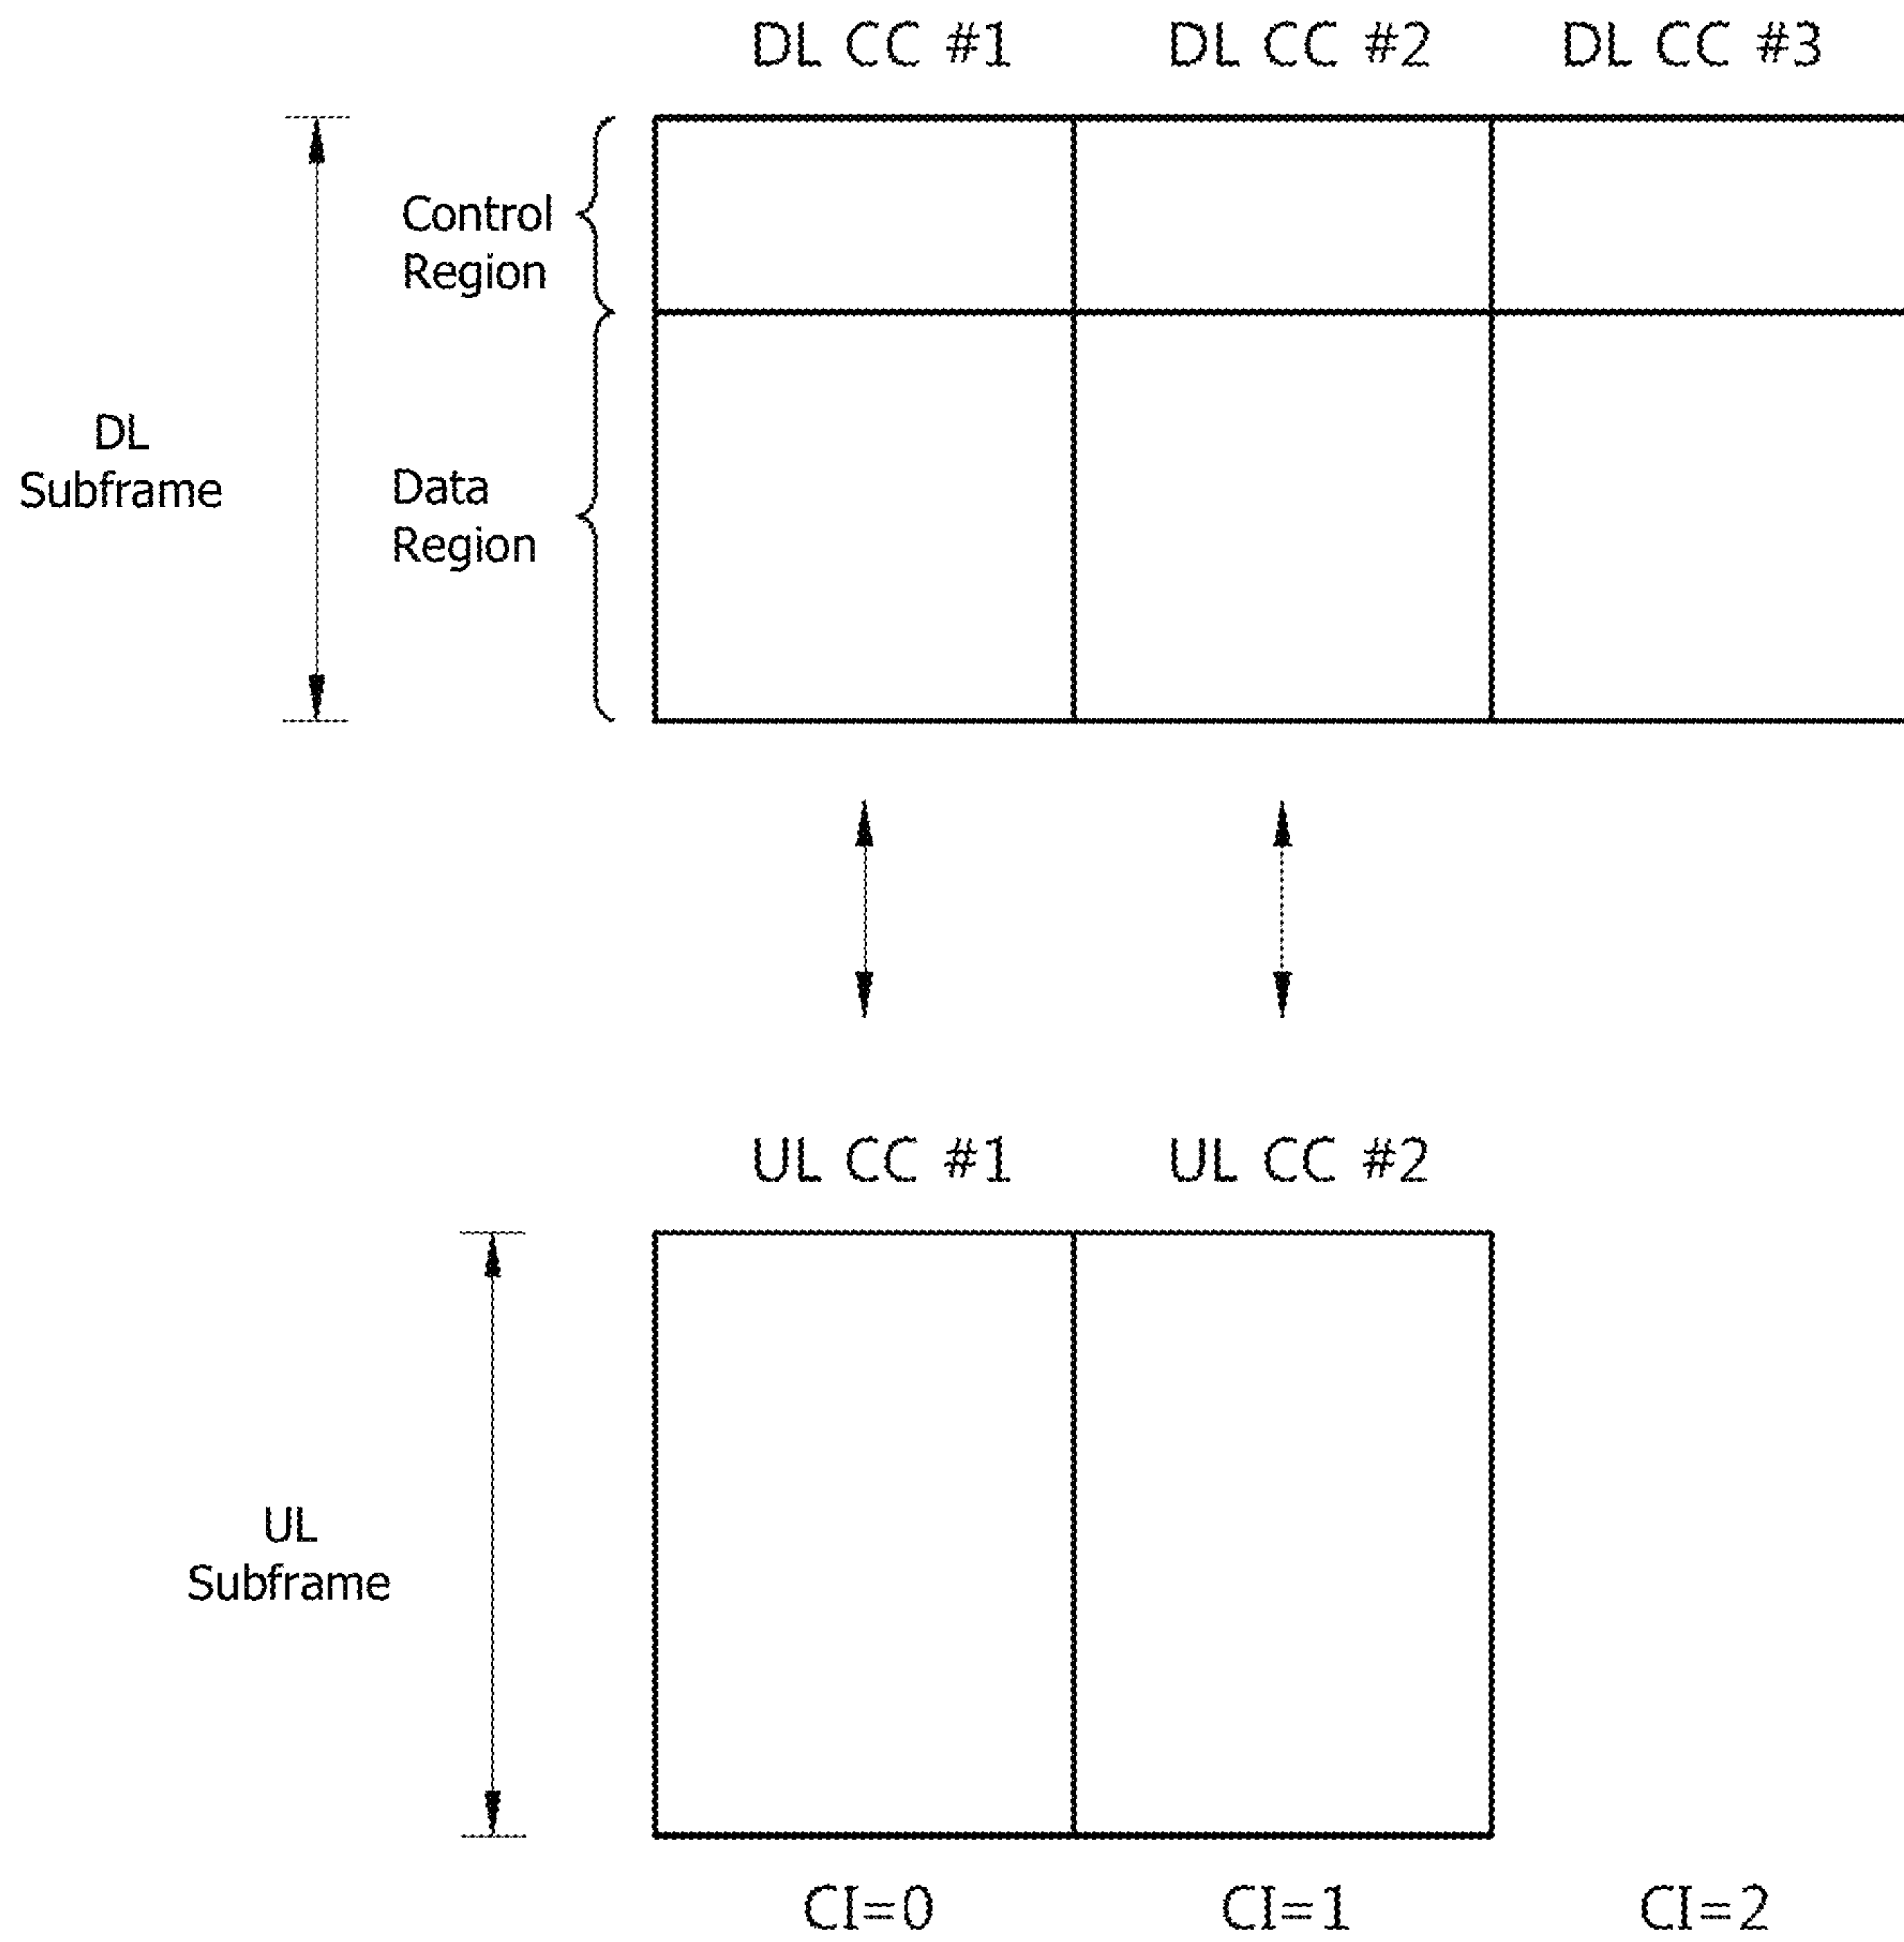 DL CC #1 DL CC #2 DL CC #3
Control
Region
DL
Subframe
Data
Region
UL CC #1 UL CC #2
UL
Subframe
CI=0 CI=1 CI=2